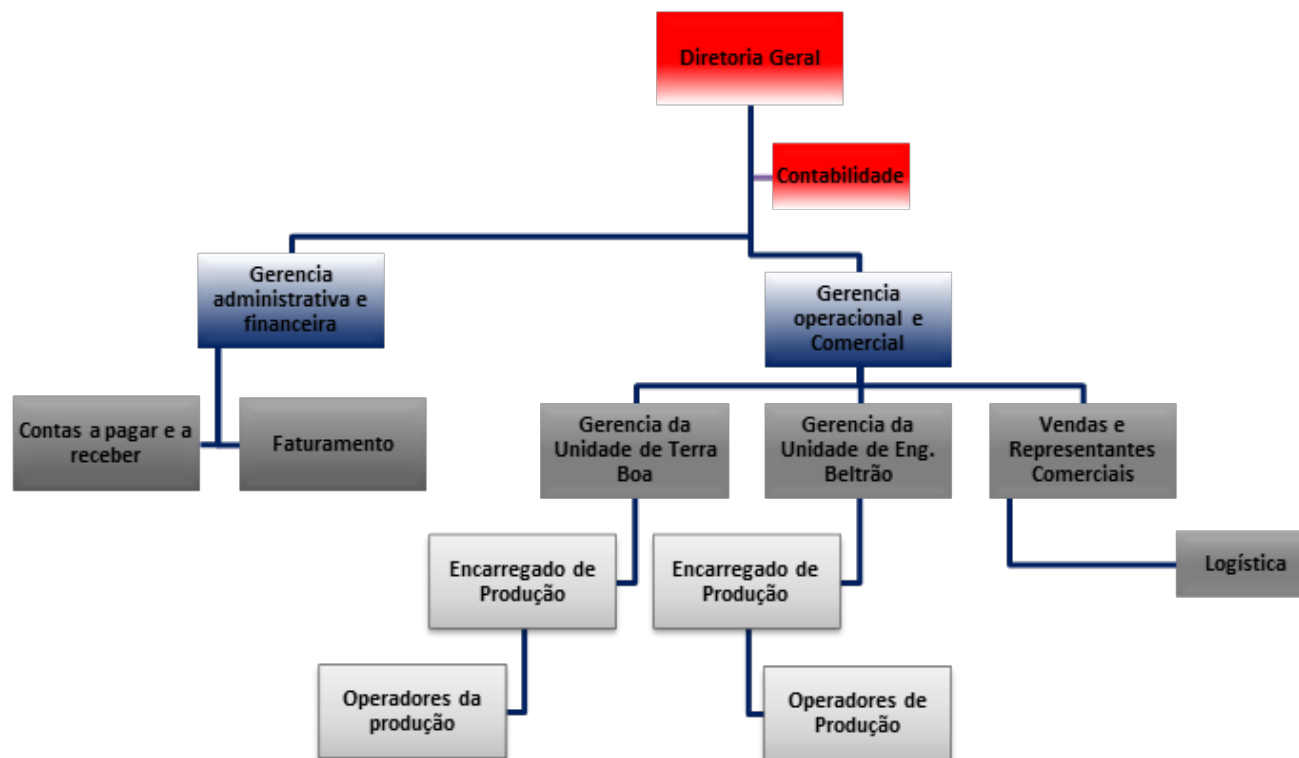 Diretoria Geral
Contabilidade
Gerencia
administrativa e
financeira
Gerencia
operacional e
Comercial
Contas a pagar e a
receber
Faturamento
Gerencia da
Unidade de Terra
Boa
Gerencia da
Unidade de Eng.
Beltrão
Vendas e
Representantes
Comerciais
Encarregado de
Produção
Encarregado de
Produção
Logística
Operadores da
produção
Operadores de
Produção